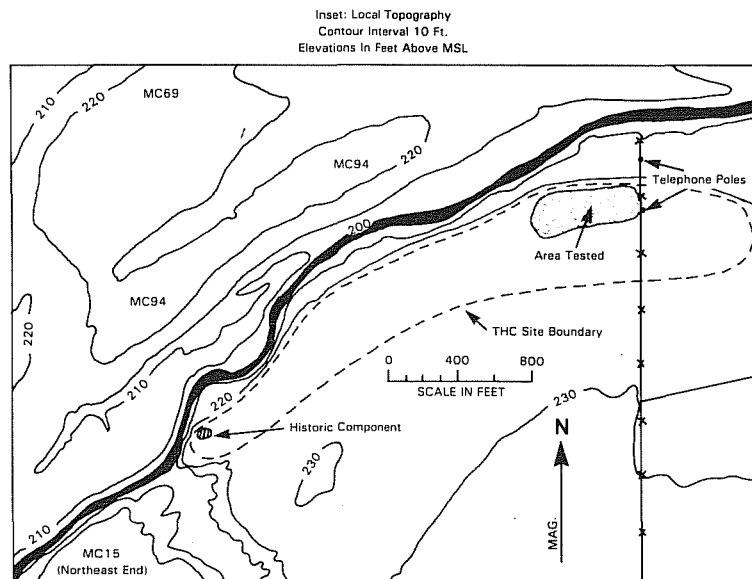 Inset: Local Topography
Contour Interval 10 Ft.
Elevations In Feet Above MSL
210
220
MC69
MC94
220
Telephone Poles
200
Area Tested
MC94
220
THC Site Boundary
210
0 400 800
SCALE IN FEET
220
230
Historic Component
N
230
MAG.
210
MC15
(Northeast End)